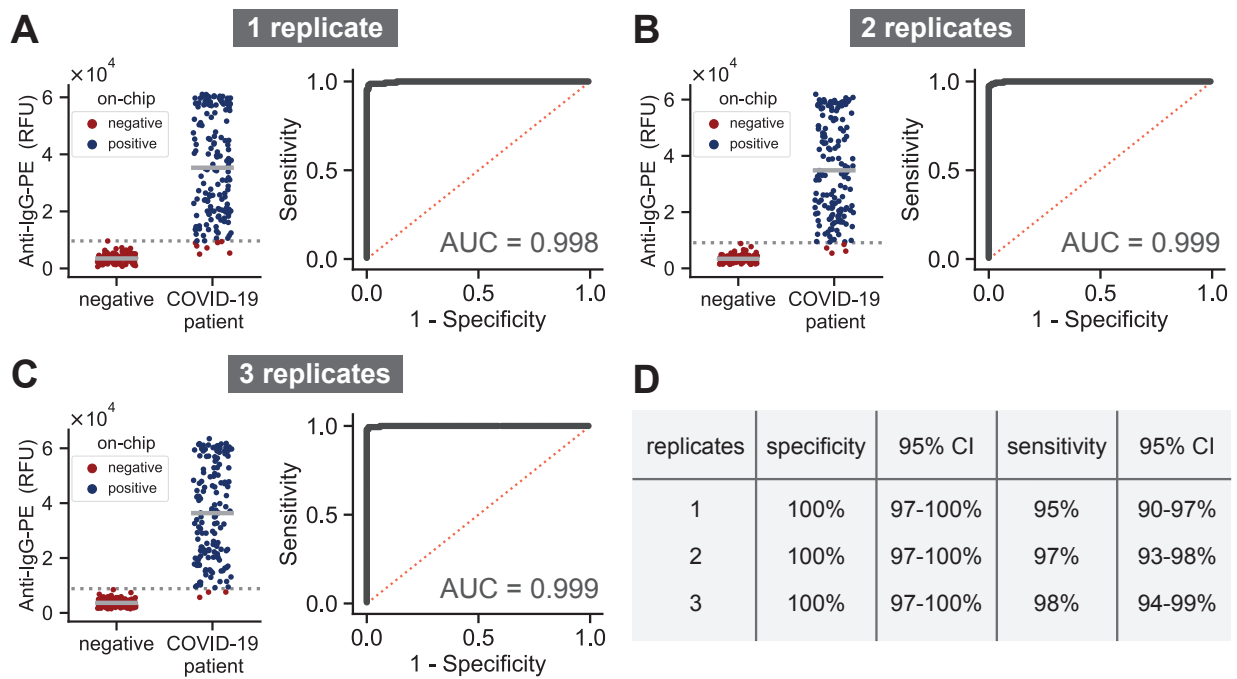 A
1 replicate
×10⁴
Anti-IgG-PE (RFU)
6
4
2
0
on-chip
negative
positive
negative
COVID-19
patient
Sensitivity
1.0
0.5
0.0
AUC = 0.998
0.0 0.5 1.0
1 - Specificity
B
2 replicates
×10⁴
Anti-IgG-PE (RFU)
6
4
2
0
on-chip
negative
positive
negative
COVID-19
patient
Sensitivity
1.0
0.5
0.0
AUC = 0.999
0.0 0.5 1.0
1 - Specificity
C
3 replicates
×10⁴
Anti-IgG-PE (RFU)
6
4
2
0
on-chip
negative
positive
negative
COVID-19
patient
Sensitivity
1.0
0.5
0.0
AUC = 0.999
0.0 0.5 1.0
1 - Specificity
D
replicates specificity 95% CI sensitivity 95% CI
1 100% 97-100% 95% 90-97%
2 100% 97-100% 97% 93-98%
3 100% 97-100% 98% 94-99%